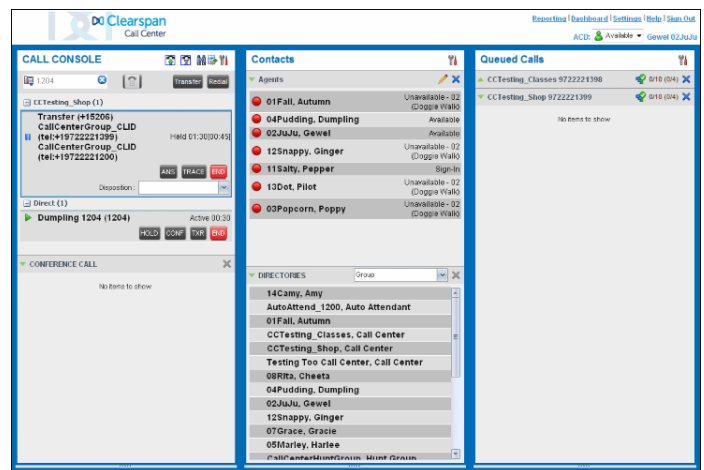 Clearspan
Call Center
Reporting | Dashboard | Settings | Help | Sign Out
ACD: Available Gewel 02JuJu
CALL CONSOLE
1204
Transfer Redial
CCTesting_Shop (1)
Transfer (+15206)
CallCenterGroup_CLID
(tel:+19722221399) Held 01:30[00:45]
CallCenterGroup_CLID
(tel:+19722221200)
ANS TRACE END
Disposition:
Direct (1)
Dumpling 1204 (1204) Active 00:30
HOLD CONF TXR END
CONFERENCE CALL
No items to show
Contacts
Agents
01Fall, Autumn Unavailable - 02
(Doggie Walk)
04Pudding, Dumpling Available
02JuJu, Gewel Available
12Snappy, Ginger Unavailable - 02
(Doggie Walk)
11Salty, Pepper Sign-In
13Dot, Pilot Unavailable - 02
(Doggie Walk)
03Popcorn, Poppy Unavailable - 02
(Doggie Walk)
DIRECTORIES Group
14Camy, Amy
AutoAttend_1200, Auto Attendant
01Fall, Autumn
CCTesting_Classes, Call Center
CCTesting_Shop, Call Center
Testing Too Call Center, Call Center
08Rita, Cheeta
04Pudding, Dumpling
02JuJu, Gewel
12Snappy, Ginger
07Grace, Gracie
05Marley, Harlee
CallCenterHuntGroup, Hunt Group
Queued Calls
CCTesting_Classes 9722221398 0/10 (0/4)
CCTesting_Shop 9722221399 0/10 (0/4)
No items to show